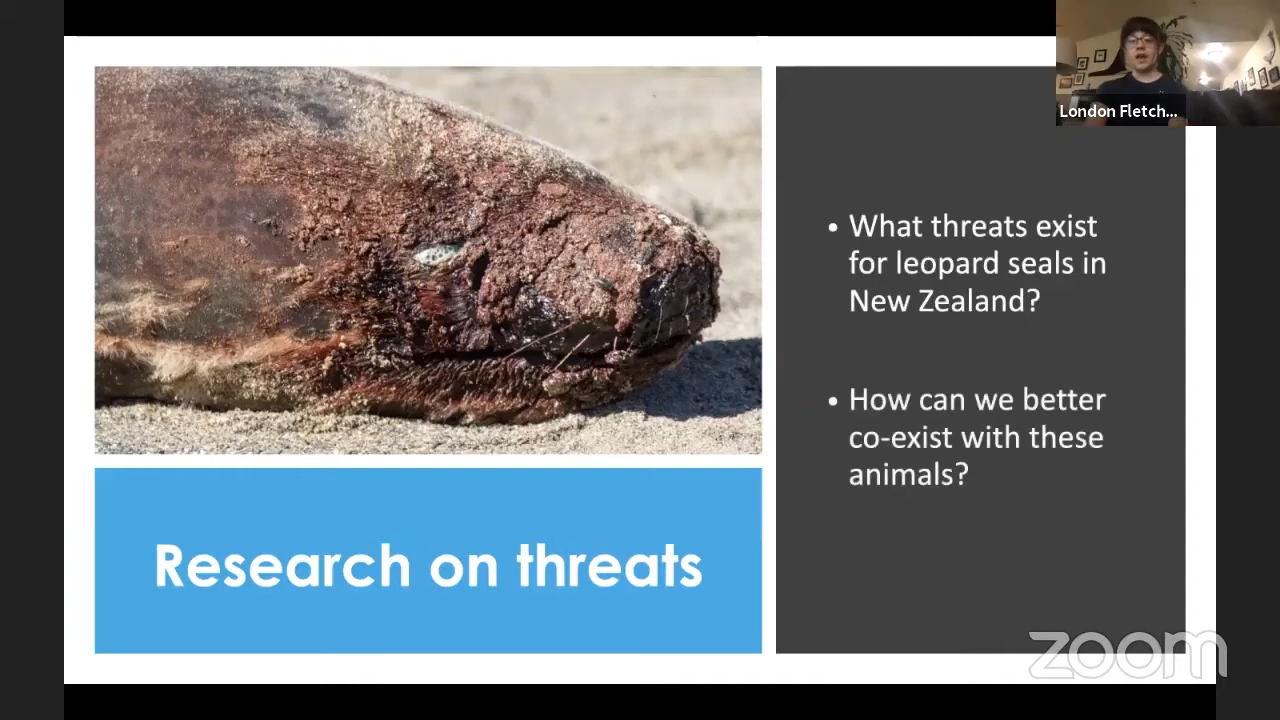 London Fletch...
• What threats exist
for leopard seals in
New Zealand?
• How can we better
co-exist with these
animals?
Research on threats
zoom